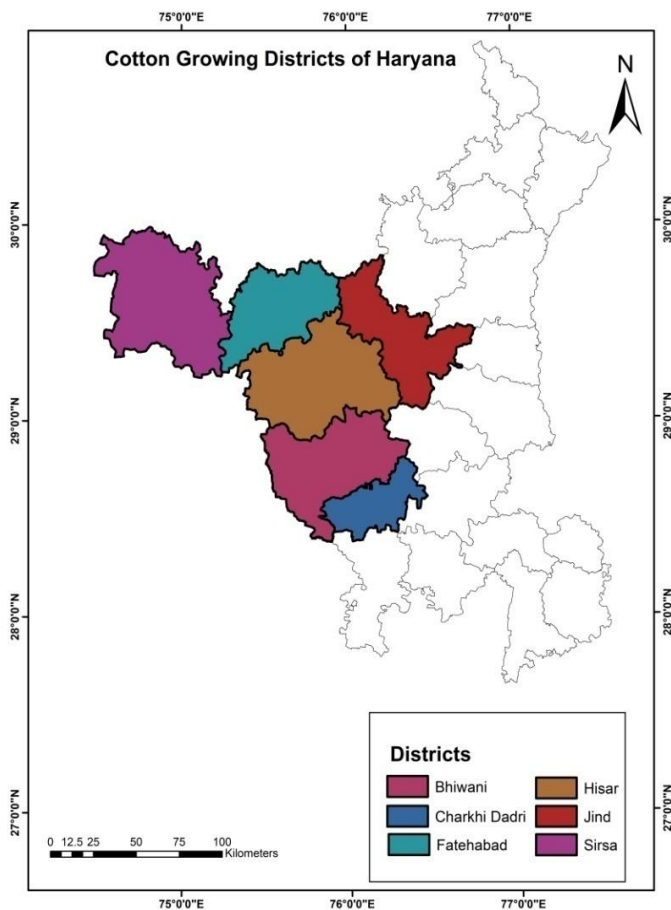 75°0'0"E 76°0'0"E 77°0'0"E
Cotton Growing Districts of Haryana
N
30°0'0"N 30°0'0"N
29°0'0"N 29°0'0"N
28°0'0"N 28°0'0"N
27°0'0"N 27°0'0"N
Districts
Bhiwani Hisar
Charkhi Dadri Jind
Fatehabad Sirsa
0 12.5 25 50 75 100
Kilometers
75°0'0"E 76°0'0"E 77°0'0"E